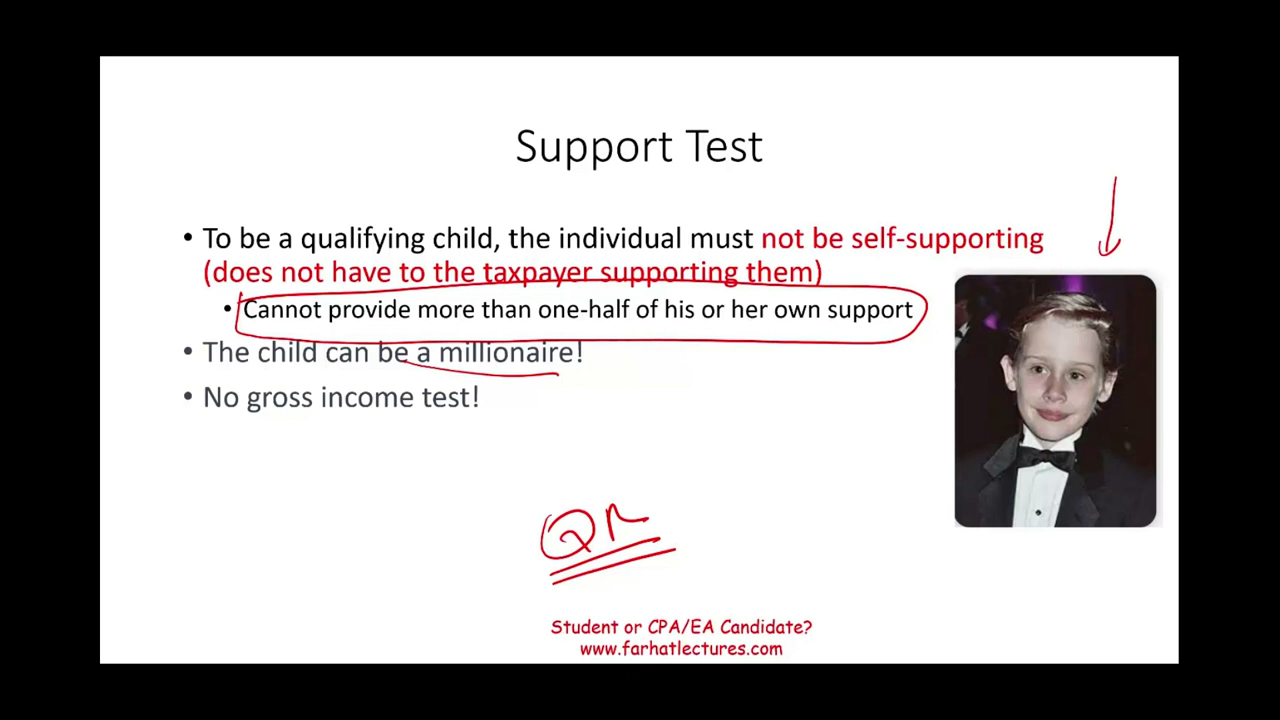 Support Test
• To be a qualifying child, the individual must not be self-supporting
(does not have to the taxpayer supporting them)
• Cannot provide more than one-half of his or her own support
• The child can be a millionaire!
• No gross income test!
QR
Student or CPA/EA Candidate?
www.farhatlectures.com